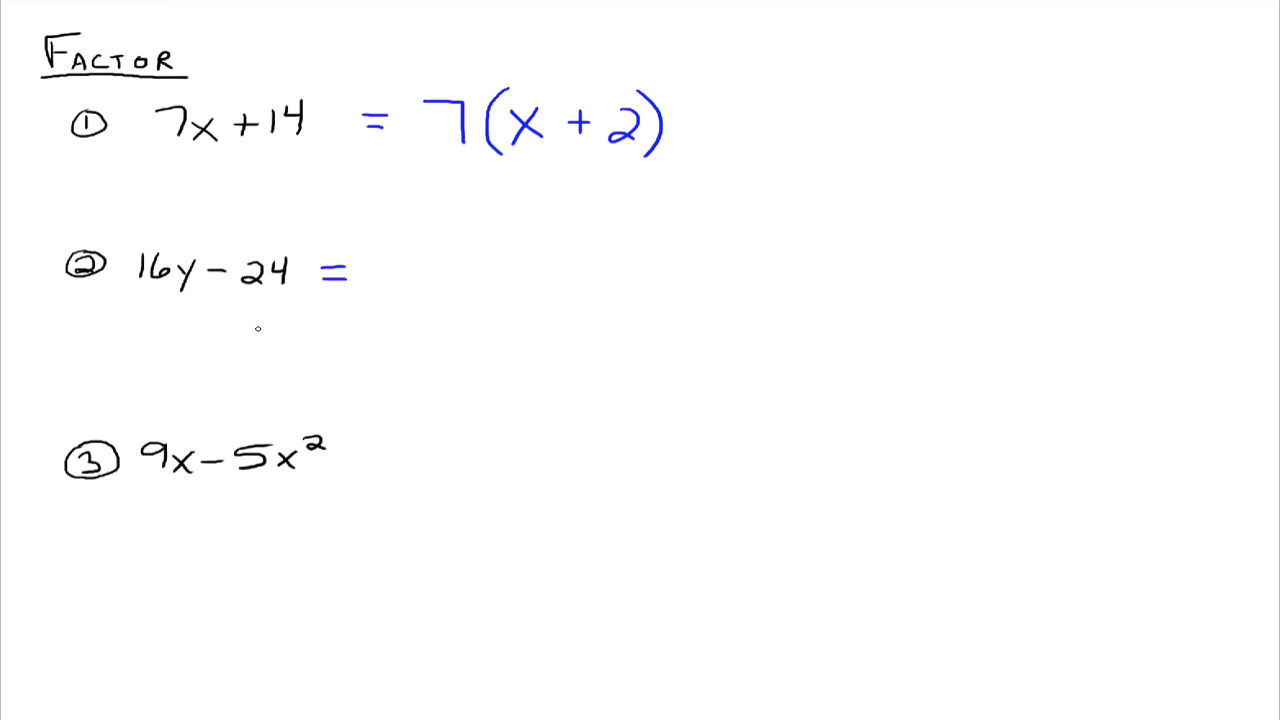 FACTOR
① 7x + 14 = 7(x + 2)
② 16y - 24 =
③ 9x - 5x²